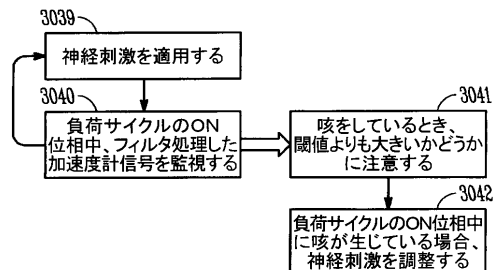 3039
神経刺激を適用する
3040
負荷サイクルのON
位相中、フィルタ処理した
加速度計信号を監視する
3041
咳をしているとき、
閾値よりも大きいかどうか
に注意する
3042
負荷サイクルのON位相中
に咳が生じている場合、
神経刺激を調整する